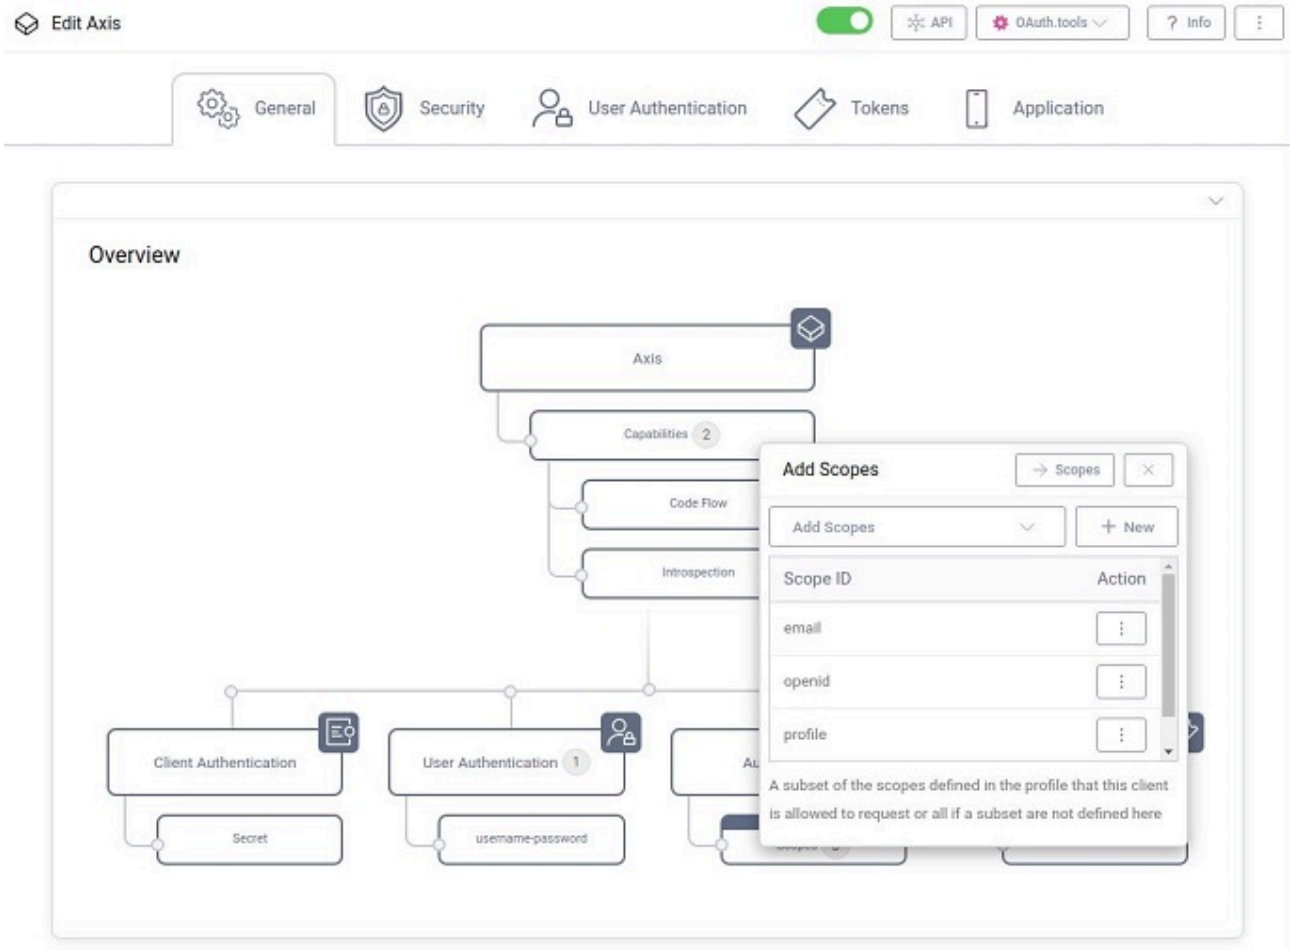 Edit Axis
API
OAuth.tools
? Info
General
Security
User Authentication
Tokens
Application
Overview
Axis
Capabilities 2
Code Flow
Introspection
Add Scopes
→ Scopes
Add Scopes
+ New
Scope ID Action
email
openid
profile
A subset of the scopes defined in the profile that this client
is allowed to request or all if a subset are not defined here
Client Authentication
User Authentication 1
Au
Secret
username-password